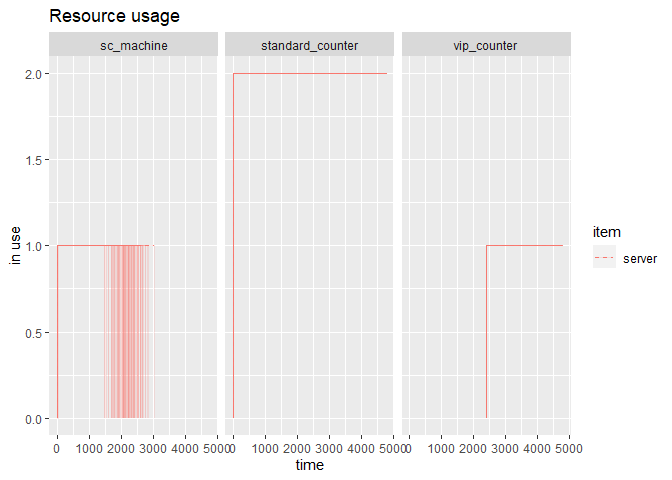 Resource usage
sc_machine standard_counter vip_counter
2.0
1.5
1.0
0.5
0.0
in use
0 1000 2000 3000 4000 5000 0 1000 2000 3000 4000 5000 0 1000 2000 3000 4000 5000
time
item
server